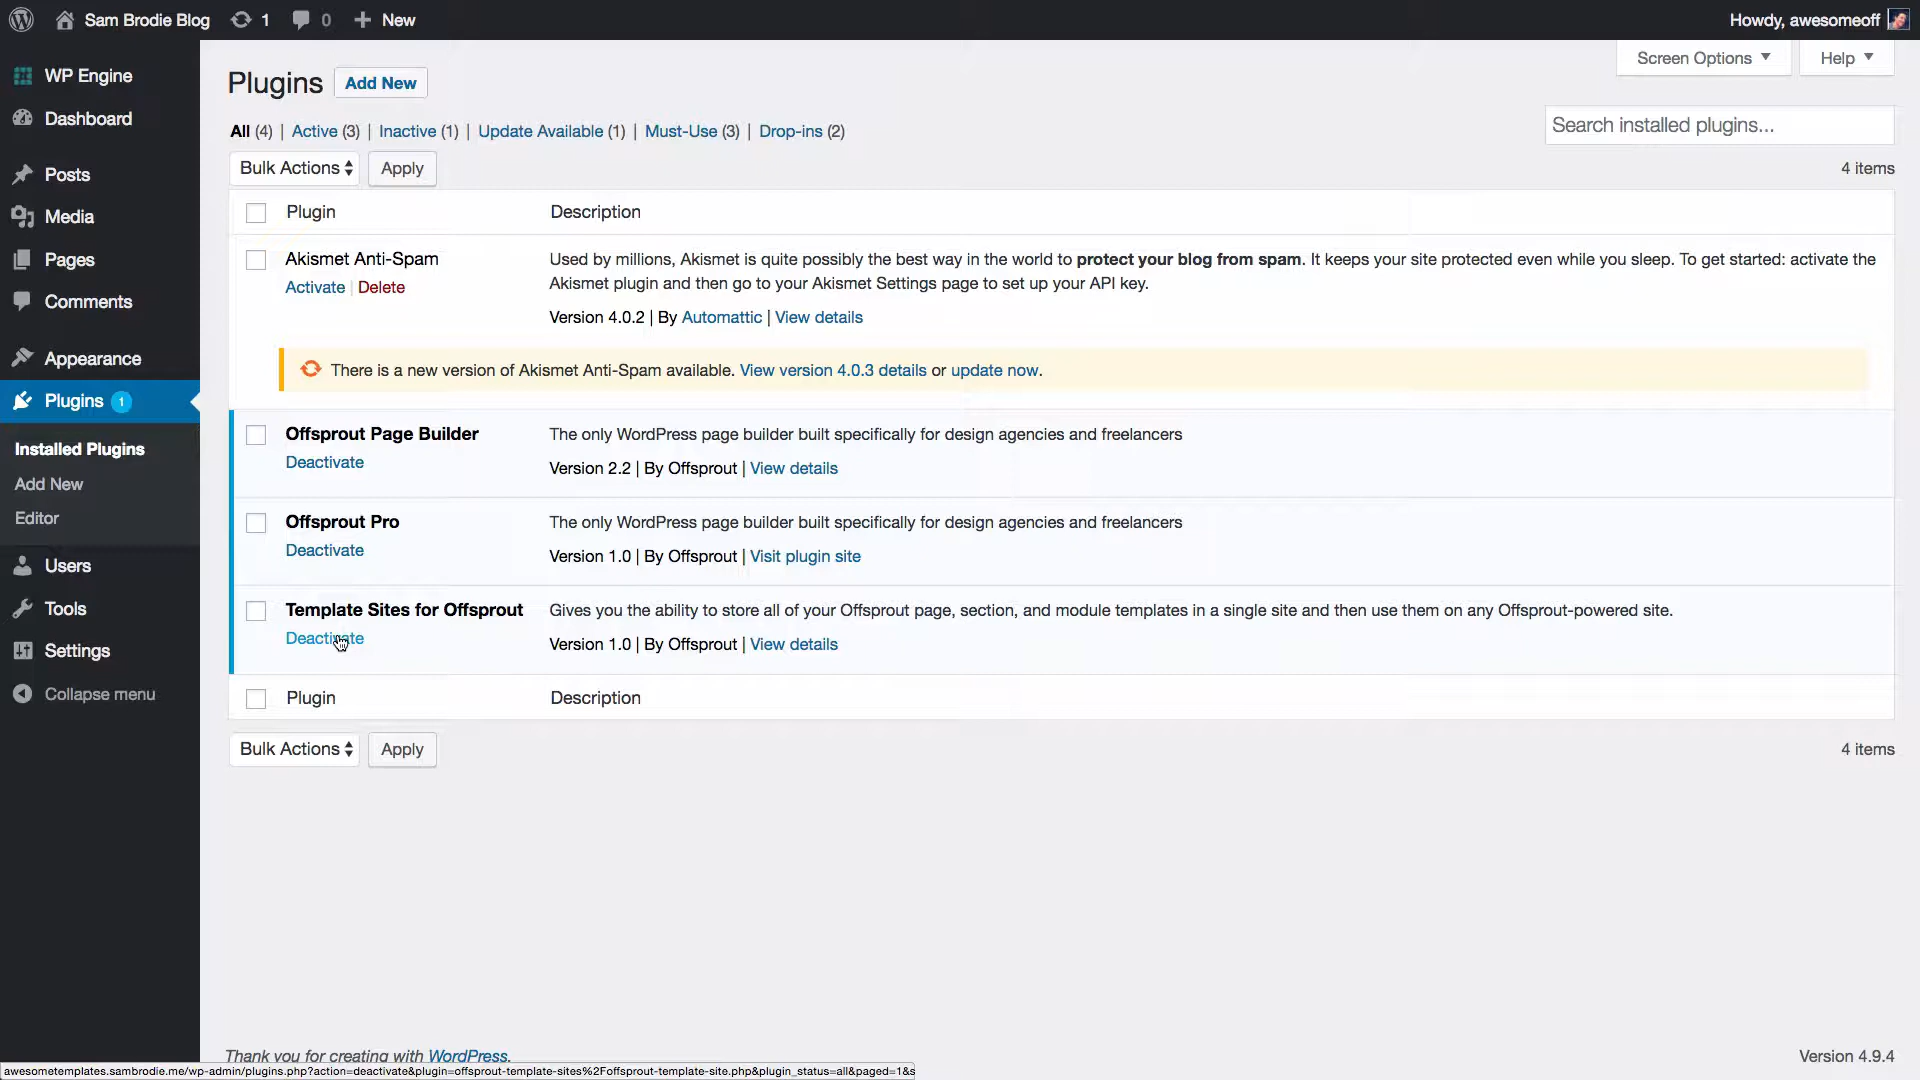 Sam Brodie Blog 1 0 New Howdy, awesomeoff
WP Engine
Dashboard
Posts
Media
Pages
Comments
Appearance
Plugins 1
Installed Plugins
Add New
Editor
Users
Tools
Settings
Collapse menu
Screen Options Help
Plugins Add New
All (4) | Active (3) | Inactive (1) | Update Available (1) | Must-Use (3) | Drop-ins (2)
Search installed plugins...
Bulk Actions Apply 4 items
Plugin Description
Akismet Anti-Spam
Activate | Delete
Used by millions, Akismet is quite possibly the best way in the world to protect your blog from spam. It keeps your site protected even while you sleep. To get started: activate the
Akismet plugin and then go to your Akismet Settings page to set up your API key.
Version 4.0.2 | By Automattic | View details
There is a new version of Akismet Anti-Spam available. View version 4.0.3 details or update now.
Offsprout Page Builder
Deactivate
The only WordPress page builder built specifically for design agencies and freelancers
Version 2.2 | By Offsprout | View details
Offsprout Pro
Deactivate
The only WordPress page builder built specifically for design agencies and freelancers
Version 1.0 | By Offsprout | Visit plugin site
Template Sites for Offsprout
Deactivate
Gives you the ability to store all of your Offsprout page, section, and module templates in a single site and then use them on any Offsprout-powered site.
Version 1.0 | By Offsprout | View details
Plugin Description
Bulk Actions Apply 4 items
Thank you for creating with WordPress. Version 4.9.4
awesometemplates.sambrodie.me/wp-admin/plugins.php?action=deactivate&plugin=offsprout-template-sites%2Foffsprout-template-site.php&plugin_status=all&paged=1&s